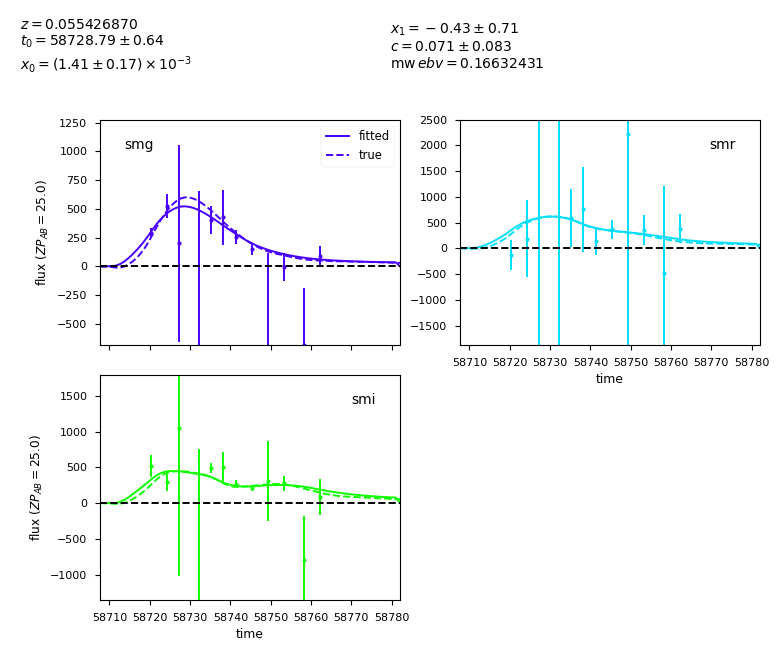 z = 0.055426870
t₀ = 58728.79 ± 0.64
x₀ = (1.41 ± 0.17) × 10⁻³
x₁ = −0.43 ± 0.71
c = 0.071 ± 0.083
mwebv = 0.16632431
smg
fitted
true
1250
1000
750
500
250
0
−250
−500
flux (ZP_AB = 25.0)
smr
2500
2000
1500
1000
500
0
−500
−1000
−1500
58710 58720 58730 58740 58750 58760 58770 58780
time
smi
1500
1000
500
0
−500
−1000
flux (ZP_AB = 25.0)
58710 58720 58730 58740 58750 58760 58770 58780
time